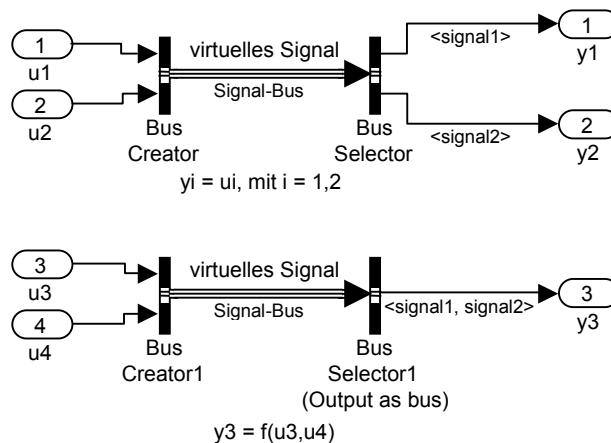 1
u1
2
u2
virtuelles Signal
Signal-Bus
Bus
Creator
Bus
Selector
<signal1>
1
y1
<signal2>
2
y2
yi = ui, mit i = 1,2
3
u3
4
u4
virtuelles Signal
Signal-Bus
Bus
Creator1
Bus
Selector1
(Output as bus)
<signal1, signal2>
3
y3
y3 = f(u3,u4)